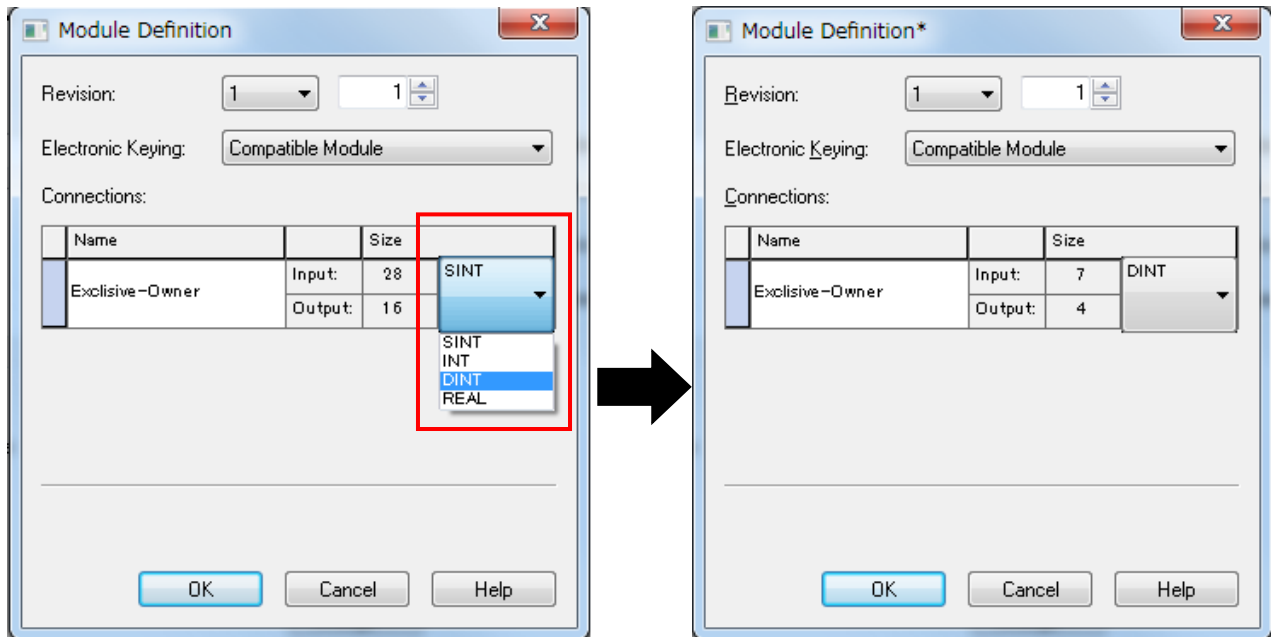 Module Definition
Revision: 1 1
Electronic Keying: Compatible Module
Connections:
Name Size
Exclisive-Owner
Input: 28 SINT
Output: 16
SINT
INT
DINT
REAL
OK Cancel Help
Module Definition*
Revision: 1 1
Electronic Keying: Compatible Module
Connections:
Name Size
Exclisive-Owner
Input: 7 DINT
Output: 4
OK Cancel Help